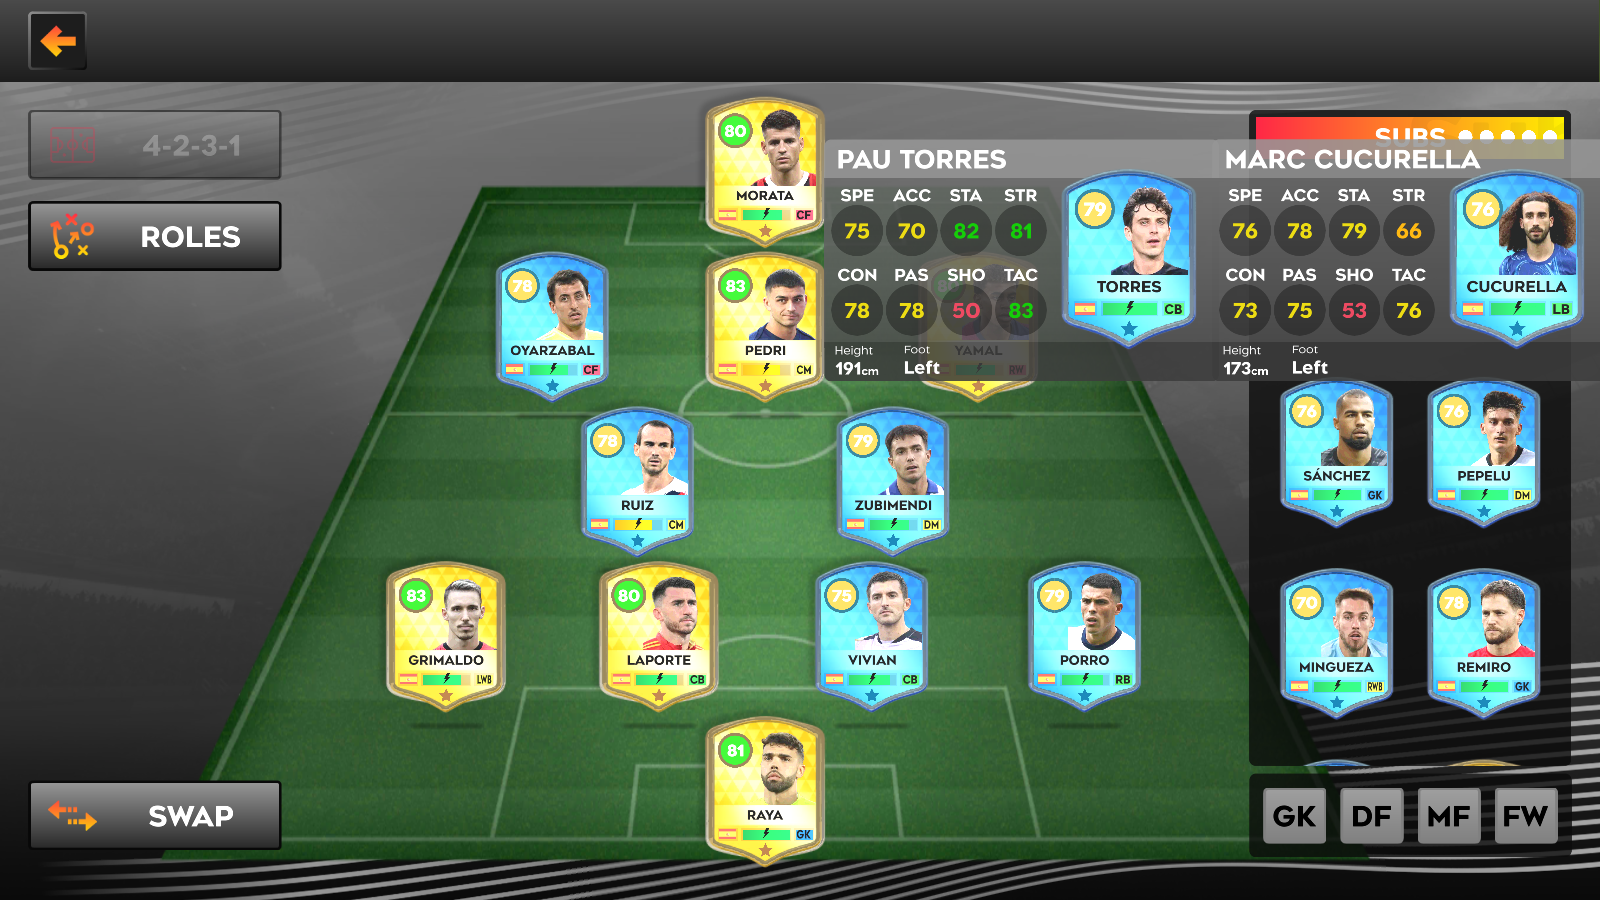 4-2-3-1
ROLES
SWAP
80
MORATA
CF
78
OYARZABAL
CF
83
PEDRI
CM
YAMAL
RW
78
RUIZ
CM
79
ZUBIMENDI
DM
83
GRIMALDO
LWB
80
LAPORTE
CB
75
VIVIAN
CB
79
PORRO
RB
81
RAYA
GK
PAU TORRES
SPE ACC STA STR
75 70 82 81
CON PAS SHO TAC
78 78 50 83
Height Foot
191cm Left
79
TORRES
CB
SUBS
MARC CUCURELLA
SPE ACC STA STR
76 78 79 66
CON PAS SHO TAC
73 75 53 76
Height Foot
173cm Left
76
CUCURELLA
LB
76
SÁNCHEZ
GK
76
PEPELU
DM
70
MINGUEZA
RWB
78
REMIRO
GK
GK DF MF FW